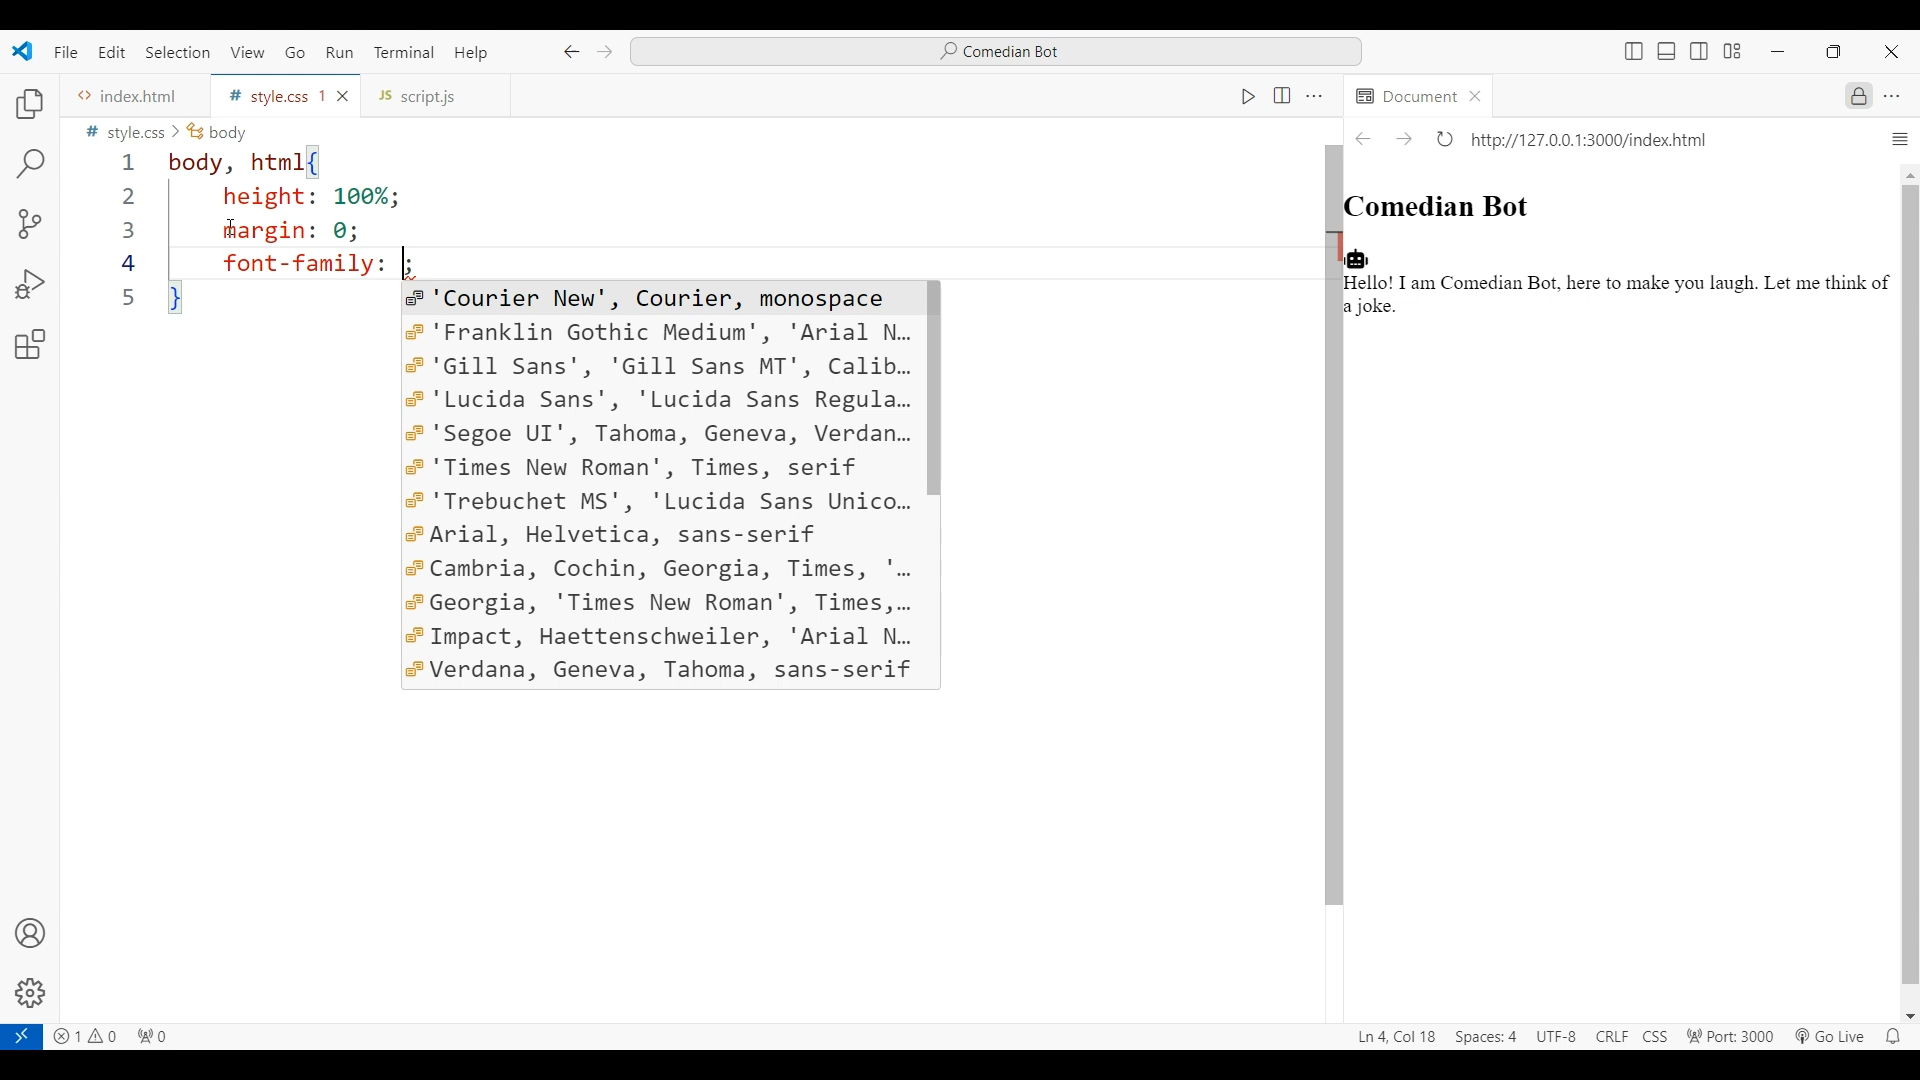 File Edit Selection View Go Run Terminal Help
Comedian Bot
index.html
# style.css 1
JS script.js
Document
# style.css > body
http://127.0.0.1:3000/index.html
1 body, html{
2 height: 100%;
3 margin: 0;
4 font-family: ;
5 }
'Courier New', Courier, monospace
'Franklin Gothic Medium', 'Arial N…
'Gill Sans', 'Gill Sans MT', Calib…
'Lucida Sans', 'Lucida Sans Regula…
'Segoe UI', Tahoma, Geneva, Verdan…
'Times New Roman', Times, serif
'Trebuchet MS', 'Lucida Sans Unico…
Arial, Helvetica, sans-serif
Cambria, Cochin, Georgia, Times, '…
Georgia, 'Times New Roman', Times,…
Impact, Haettenschweiler, 'Arial N…
Verdana, Geneva, Tahoma, sans-serif
Comedian Bot
Hello! I am Comedian Bot, here to make you laugh. Let me think of
a joke.
1 0 0
Ln 4, Col 18 Spaces: 4 UTF-8 CRLF CSS Port: 3000 Go Live